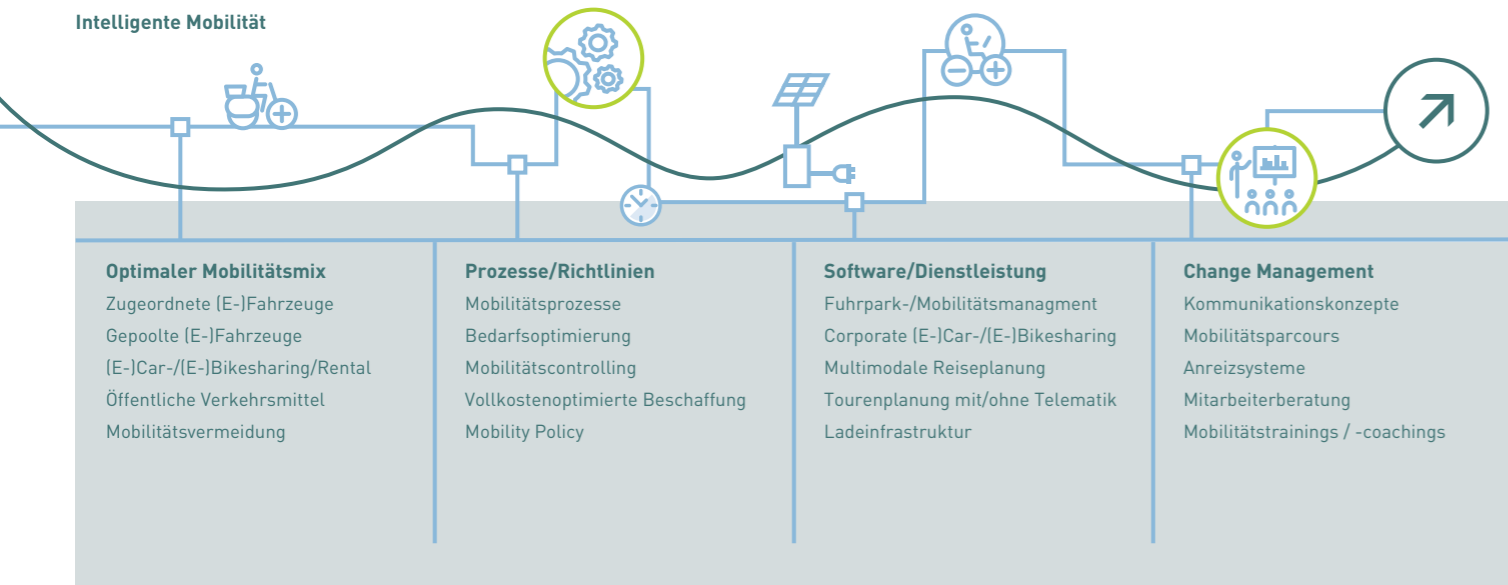 Intelligente Mobilität
Optimaler Mobilitätsmix
Zugeordnete (E-)Fahrzeuge
Gepoolte (E-)Fahrzeuge
(E-)Car-/(E-)Bikesharing/Rental
Öffentliche Verkehrsmittel
Mobilitätsvermeidung
Prozesse/Richtlinien
Mobilitätsprozesse
Bedarfsoptimierung
Mobilitätscontrolling
Vollkostenoptimierte Beschaffung
Mobility Policy
Software/Dienstleistung
Fuhrpark-/Mobilitätsmanagment
Corporate (E-)Car-/(E-)Bikesharing
Multimodale Reiseplanung
Tourenplanung mit/ohne Telematik
Ladeinfrastruktur
Change Management
Kommunikationskonzepte
Mobilitätsparcours
Anreizsysteme
Mitarbeiterberatung
Mobilitätstrainings / -coachings